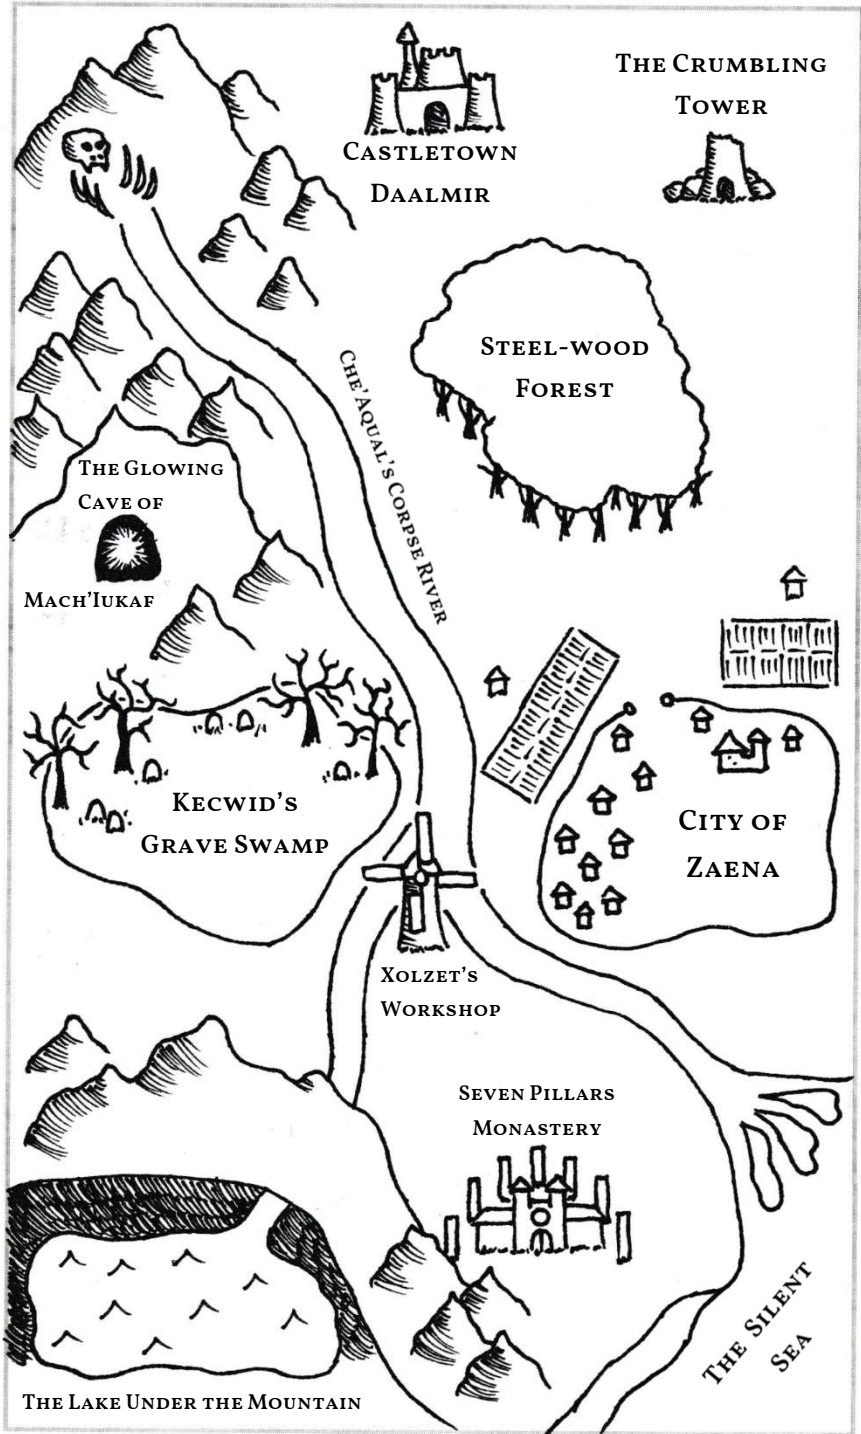 The Crumbling
Tower
Castletown
Daalmir
Steel-wood
Forest
Che'Aqual's Corpse River
The Glowing
Cave of
Mach'Iukaf
Kecwid's
Grave Swamp
City of
Zaena
Xolzet's
Workshop
Seven Pillars
Monastery
The Silent
Sea
The Lake Under the Mountain